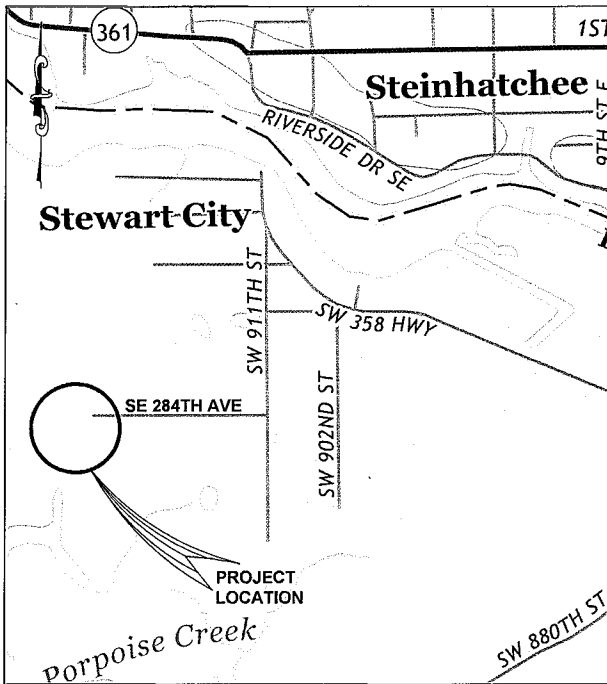 361
1ST
Steinhatchee
9TH ST E
RIVERSIDE DR SE
Stewart City
SW 911TH ST
SW 358 HWY
SE 284TH AVE
SW 902ND ST
PROJECT
LOCATION
Porpoise Creek
SW 880TH ST